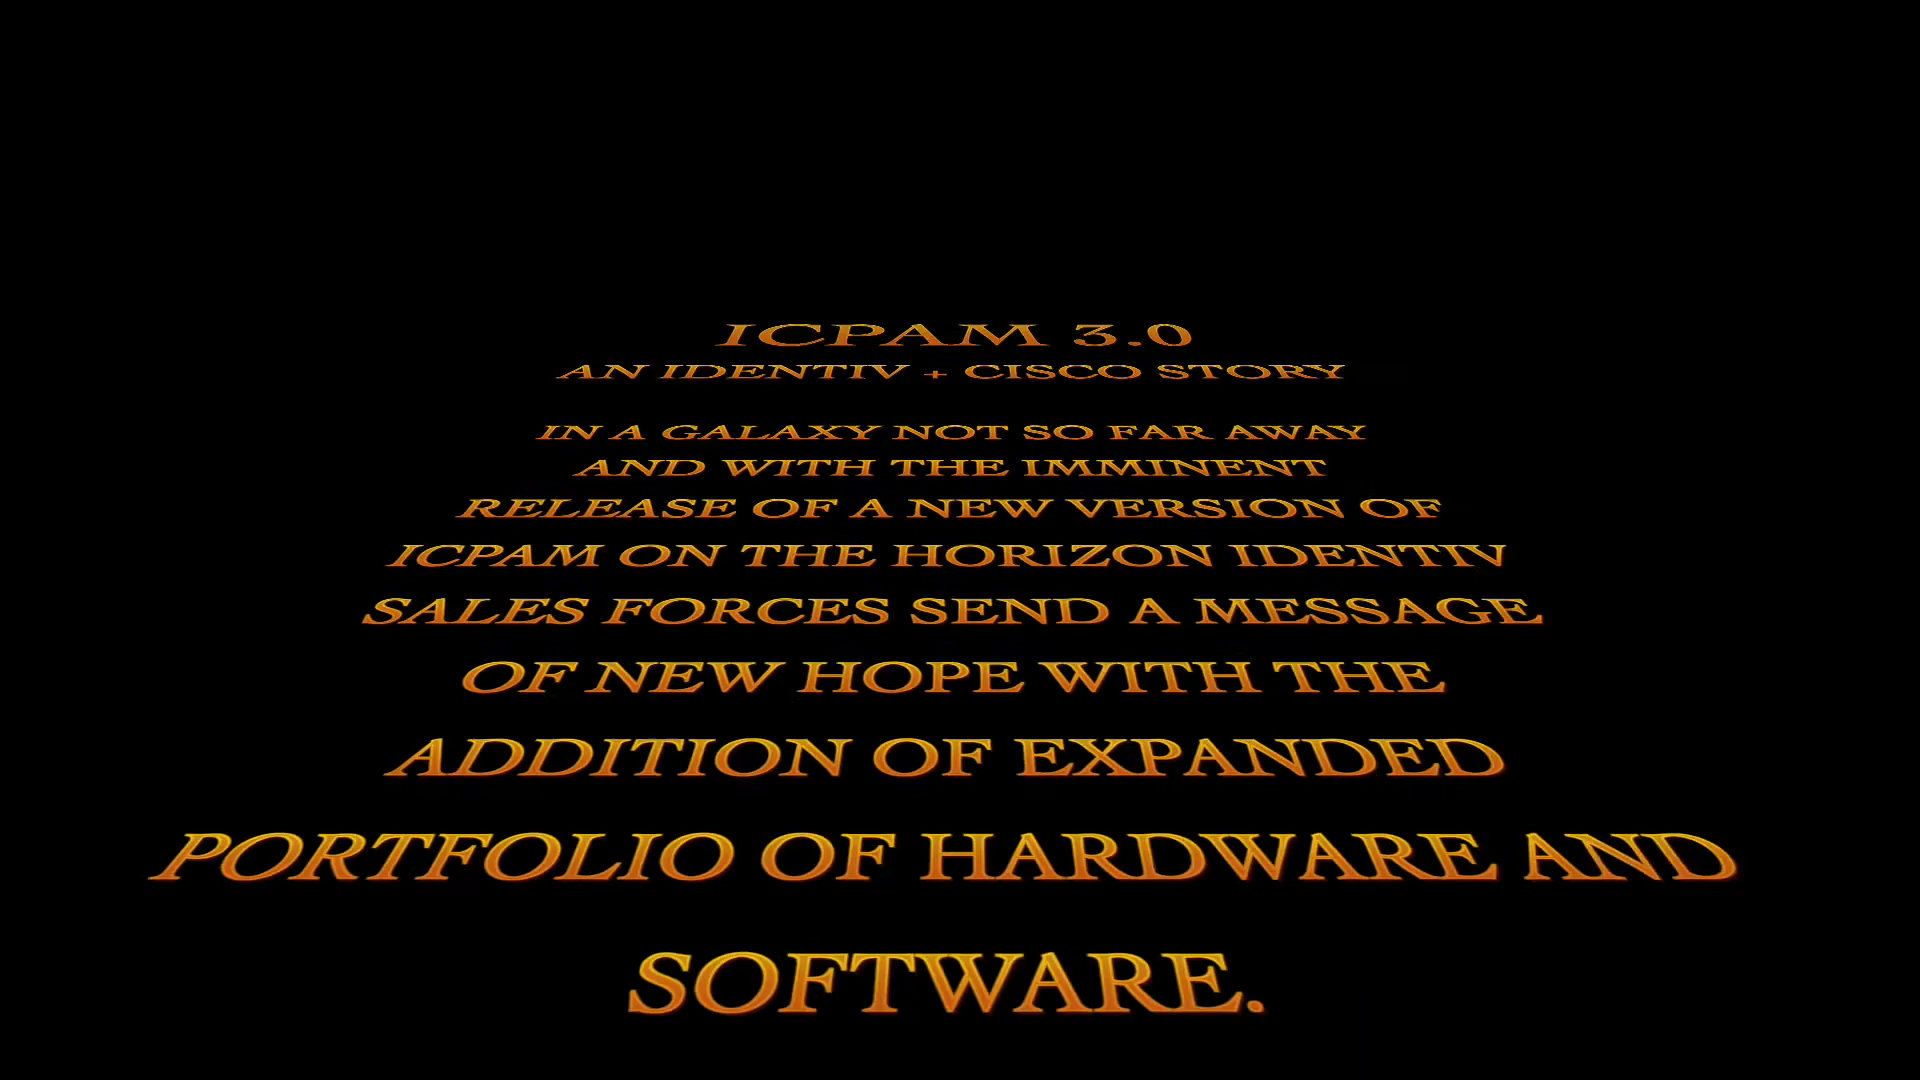 ICPAM 3.0
AN IDENTIV + CISCO STORY
IN A GALAXY NOT SO FAR AWAY
AND WITH THE IMMINENT
RELEASE OF A NEW VERSION OF
ICPAM ON THE HORIZON IDENTIV
SALES FORCES SEND A MESSAGE
OF NEW HOPE WITH THE
ADDITION OF EXPANDED
PORTFOLIO OF HARDWARE AND
SOFTWARE.